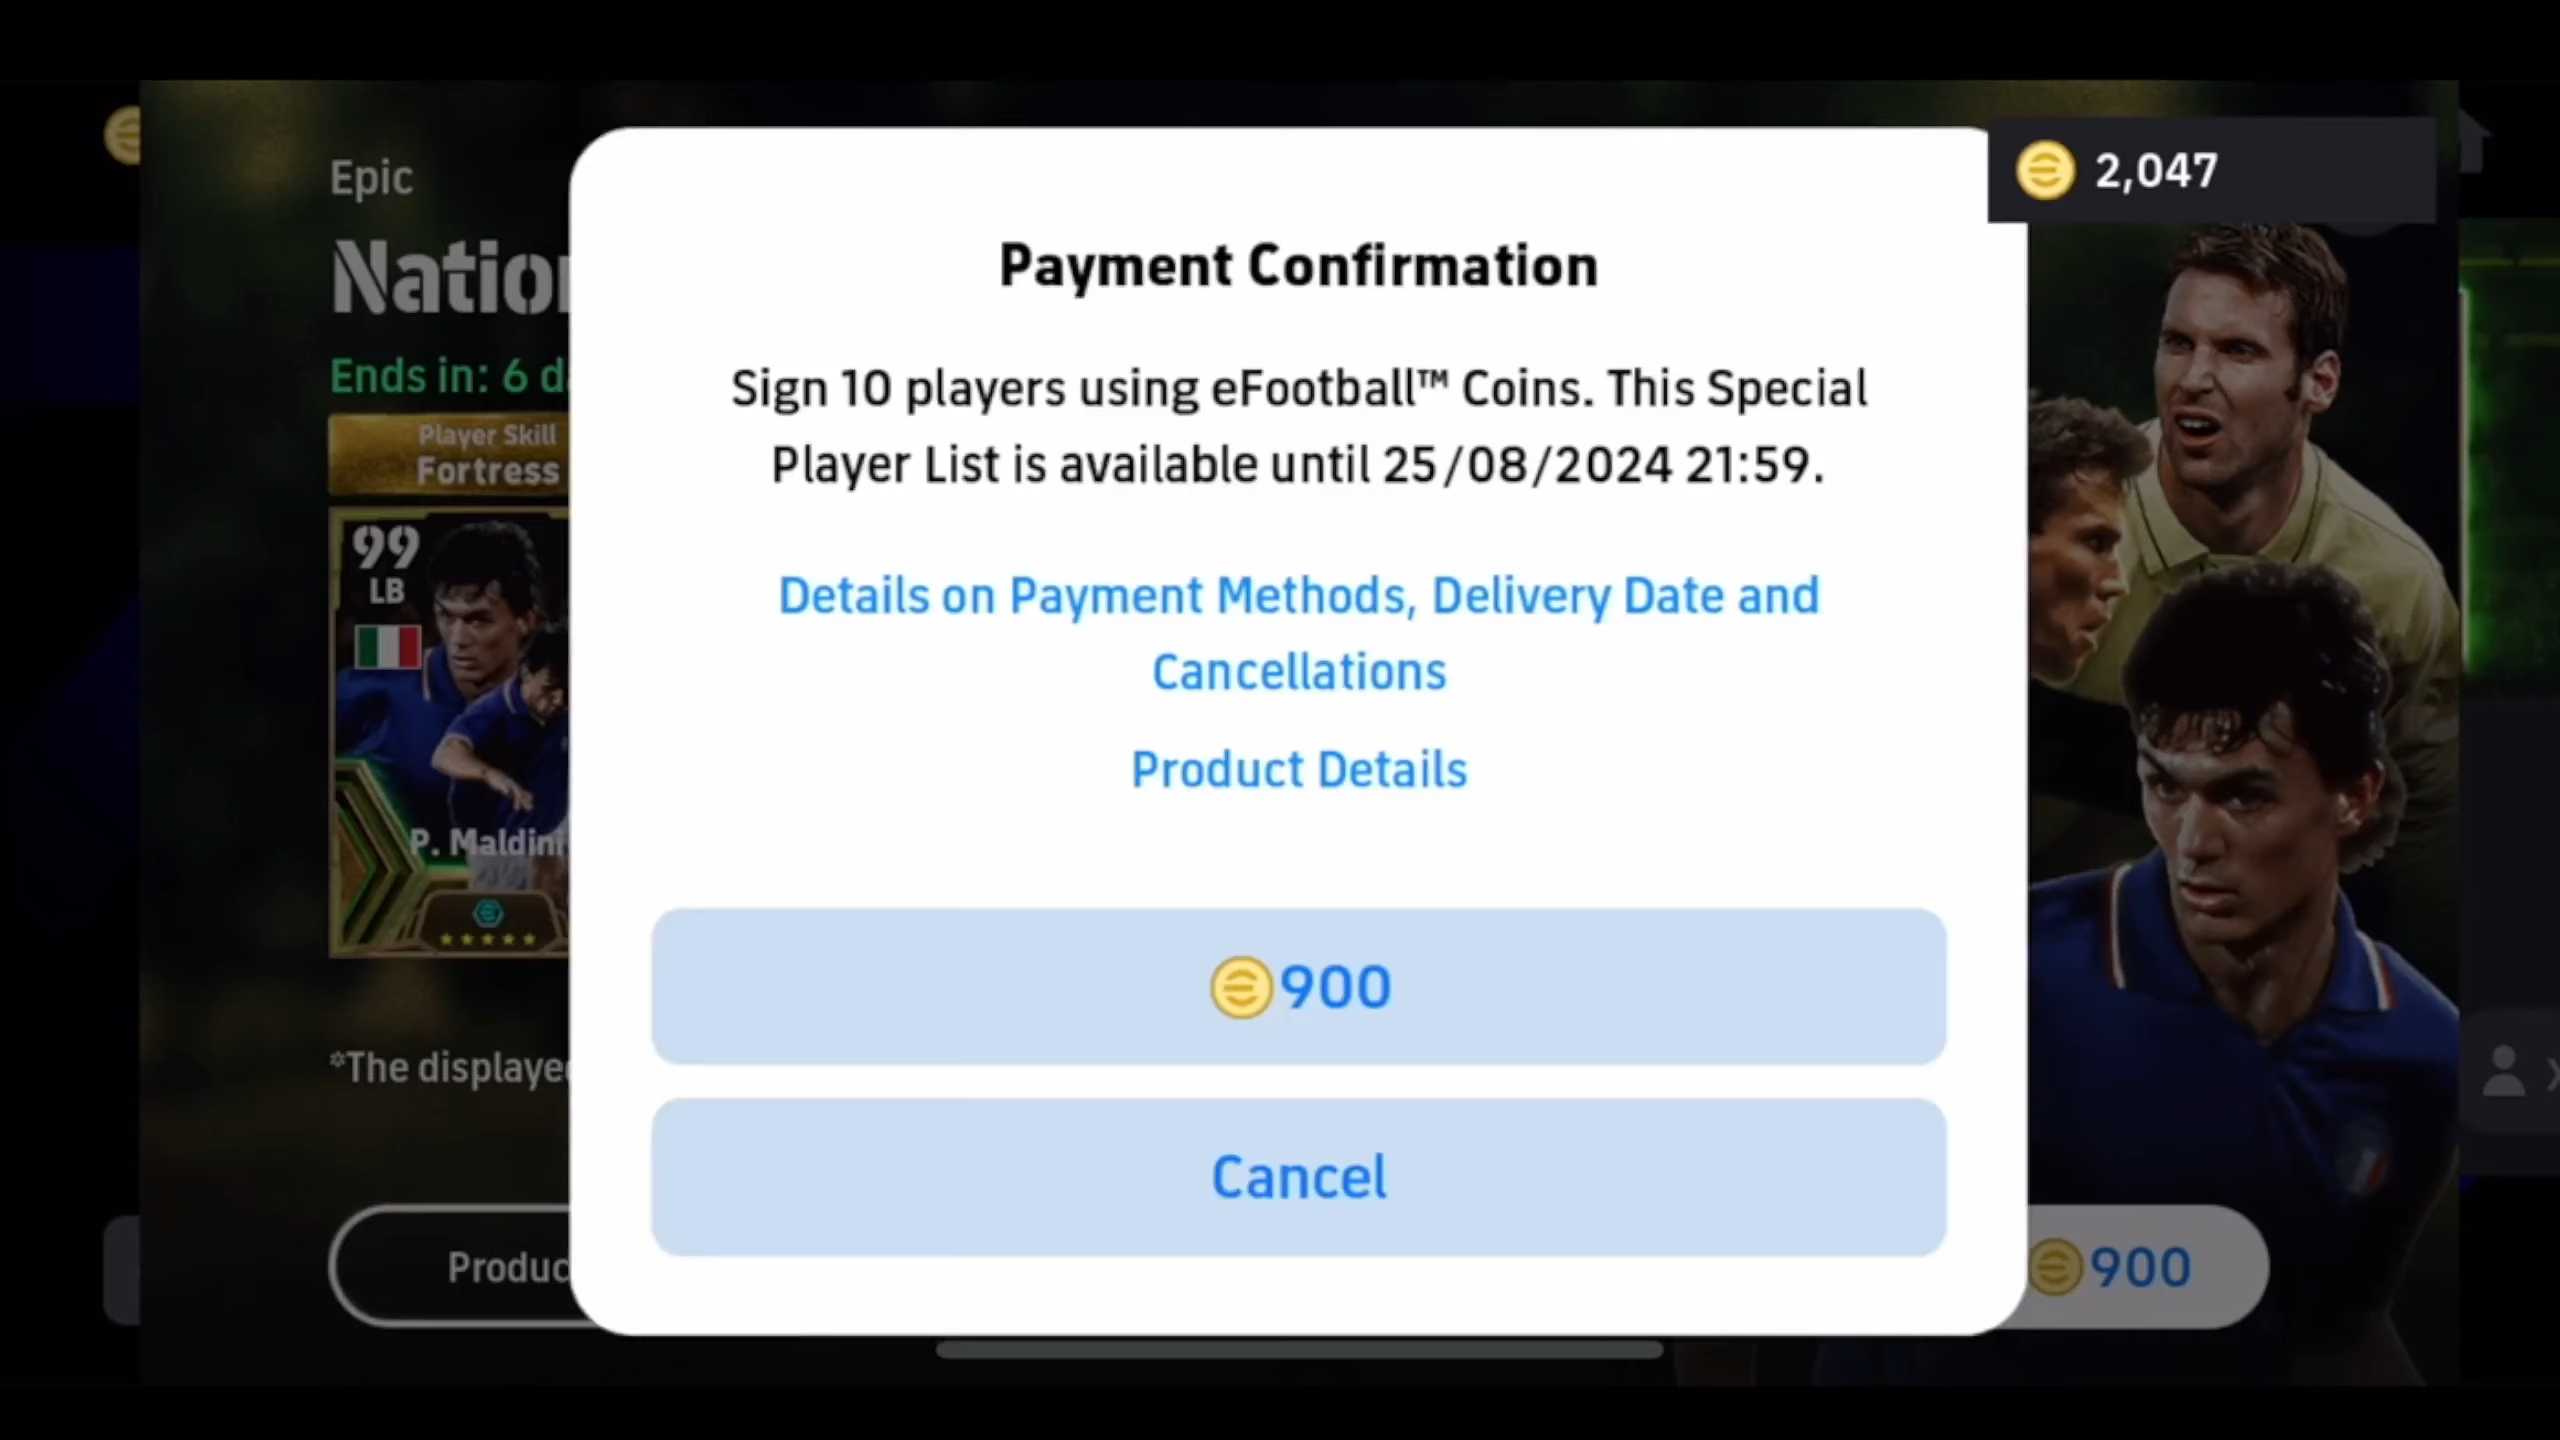 2,047
Epic
Nation
Ends in: 6 d
Player Skill
Fortress
99
LB
P. Maldini
*The displayed
Produc
Payment Confirmation
Sign 10 players using eFootball™ Coins. This Special
Player List is available until 25/08/2024 21:59.
Details on Payment Methods, Delivery Date and
Cancellations
Product Details
900
Cancel
900